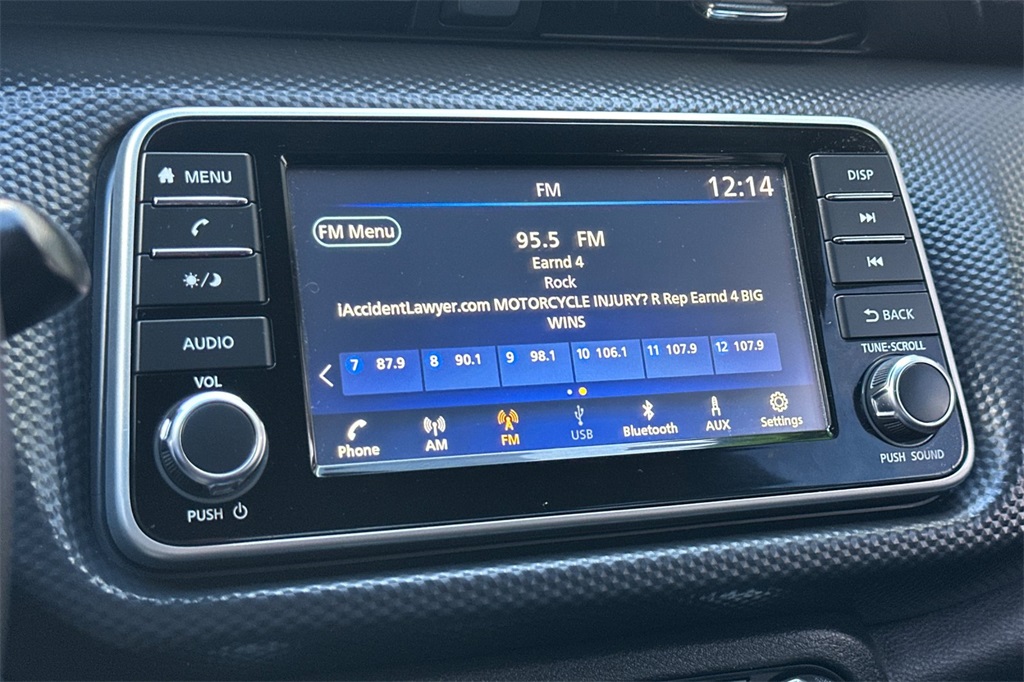 MENU
AUDIO
VOL
PUSH
FM
12:14
FM Menu
95.5 FM
Earnd 4
Rock
iAccidentLawyer.com MOTORCYCLE INJURY? R Rep Earnd 4 BIG
WINS
7 87.9 8 90.1 9 98.1 10 106.1 11 107.9 12 107.9
Phone AM FM USB Bluetooth AUX Settings
DISP
BACK
TUNE·SCROLL
PUSH SOUND